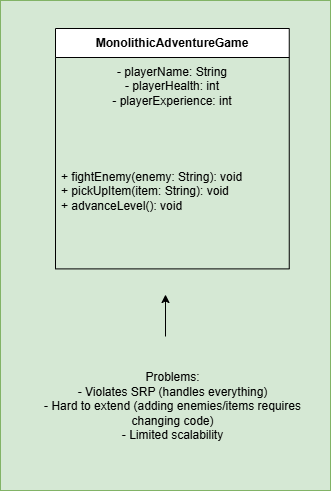 MonolithicAdventureGame
- playerName: String
- playerHealth: int
- playerExperience: int
+ fightEnemy(enemy: String): void
+ pickUpItem(item: String): void
+ advanceLevel(): void
Problems:
- Violates SRP (handles everything)
- Hard to extend (adding enemies/items requires
changing code)
- Limited scalability